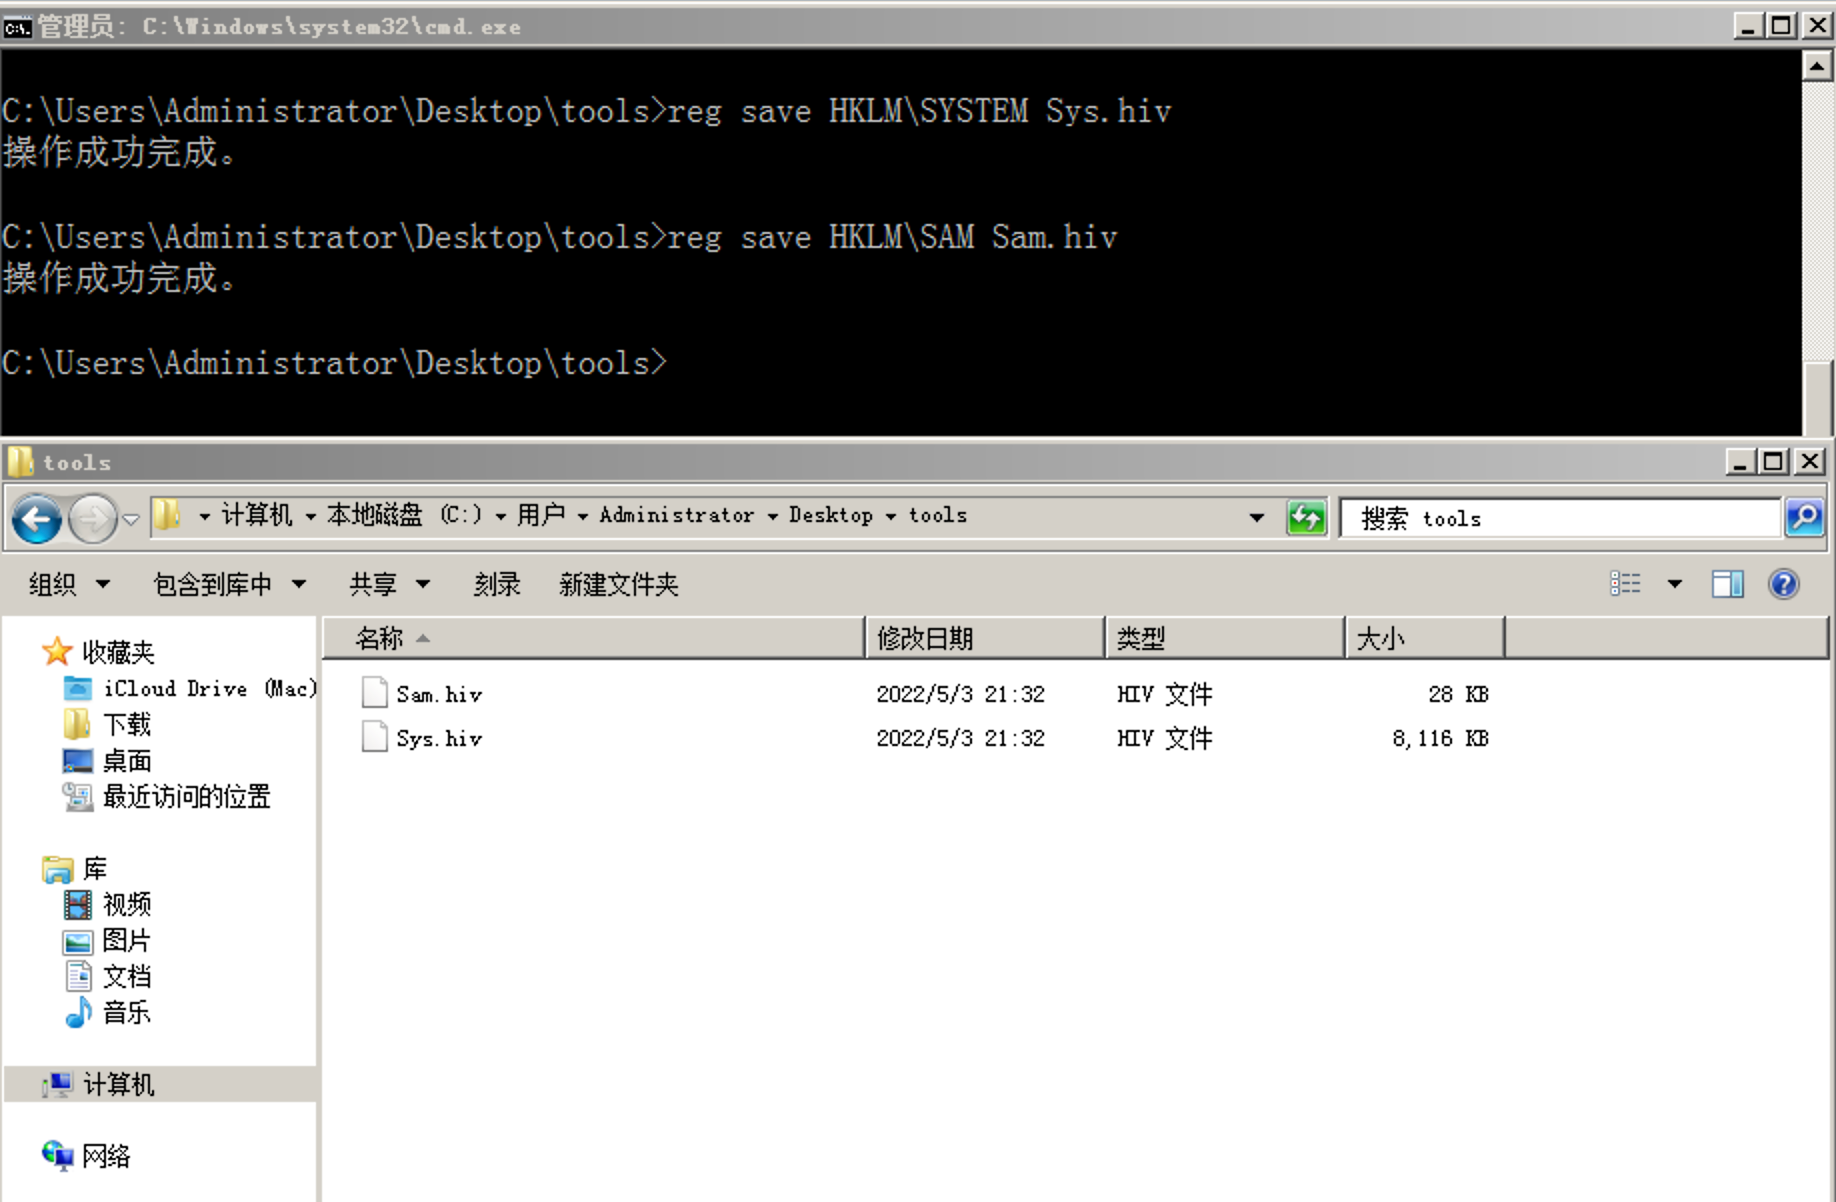 管理员: C:\Windows\system32\cmd.exe
C:\Users\Administrator\Desktop\tools>reg save HKLM\SYSTEM Sys.hiv
操作成功完成。
C:\Users\Administrator\Desktop\tools>reg save HKLM\SAM Sam.hiv
操作成功完成。
C:\Users\Administrator\Desktop\tools>
tools
计算机 本地磁盘 (C:) 用户 Administrator Desktop tools
搜索 tools
组织 包含到库中 共享 刻录 新建文件夹
名称 修改日期 类型 大小
Sam.hiv 2022/5/3 21:32 HIV 文件 28 KB
Sys.hiv 2022/5/3 21:32 HIV 文件 8,116 KB
收藏夹
iCloud Drive (Mac)
下载
桌面
最近访问的位置
库
视频
图片
文档
音乐
计算机
网络